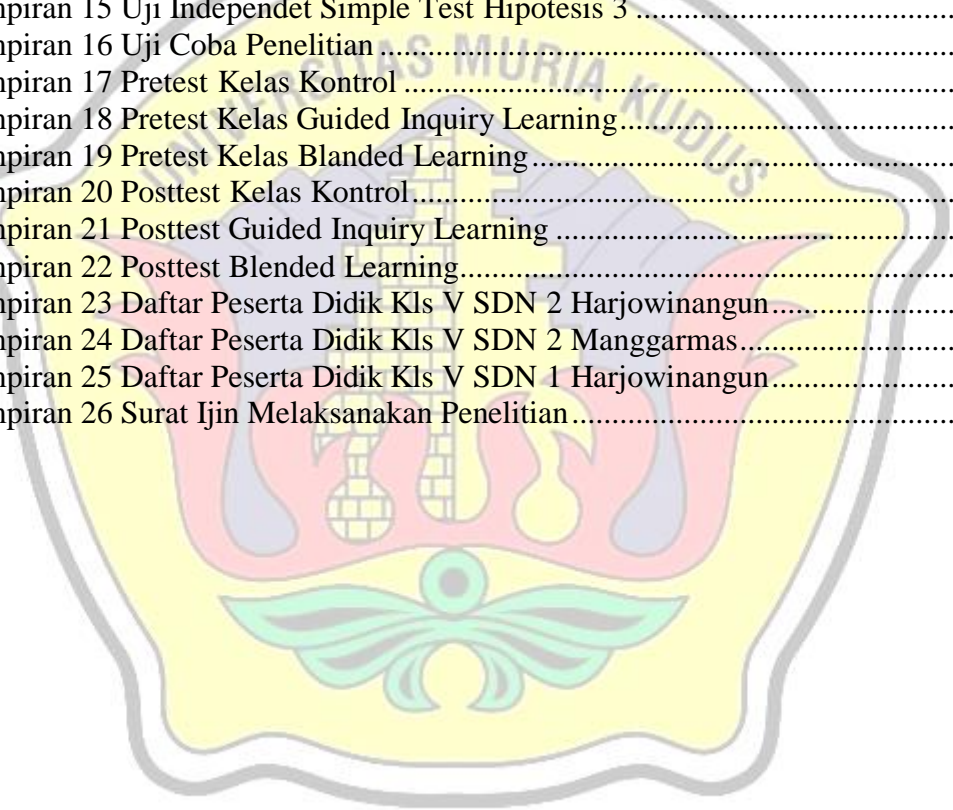 mpiran 15 Uji Independet Simple Test Hipotesis 3 ..............................................
mpiran 16 Uji Coba Penelitian ..............................................
mpiran 17 Pretest Kelas Kontrol ..............................................
mpiran 18 Pretest Kelas Guided Inquiry Learning..............................................
mpiran 19 Pretest Kelas Blanded Learning ..............................................
mpiran 20 Posttest Kelas Kontrol..............................................
mpiran 21 Posttest Guided Inquiry Learning ..............................................
mpiran 22 Posttest Blended Learning..............................................
mpiran 23 Daftar Peserta Didik Kls V SDN 2 Harjowinangun..............................
mpiran 24 Daftar Peserta Didik Kls V SDN 2 Manggarmas..............................
mpiran 25 Daftar Peserta Didik Kls V SDN 1 Harjowinangun..............................
mpiran 26 Surat Ijin Melaksanakan Penelitian ..............................................
UNIVERSITAS MURIA KUDUS